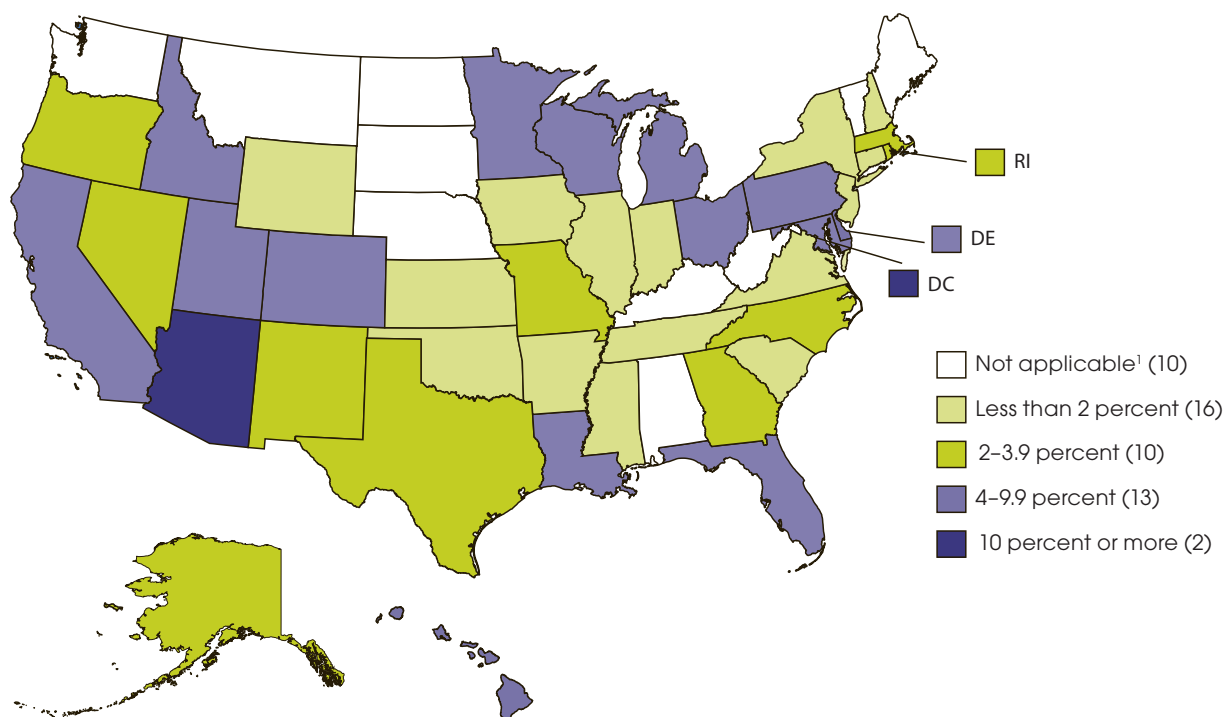 RI
DE
DC
Not applicable¹ (10)
Less than 2 percent (16)
2–3.9 percent (10)
4–9.9 percent (13)
10 percent or more (2)